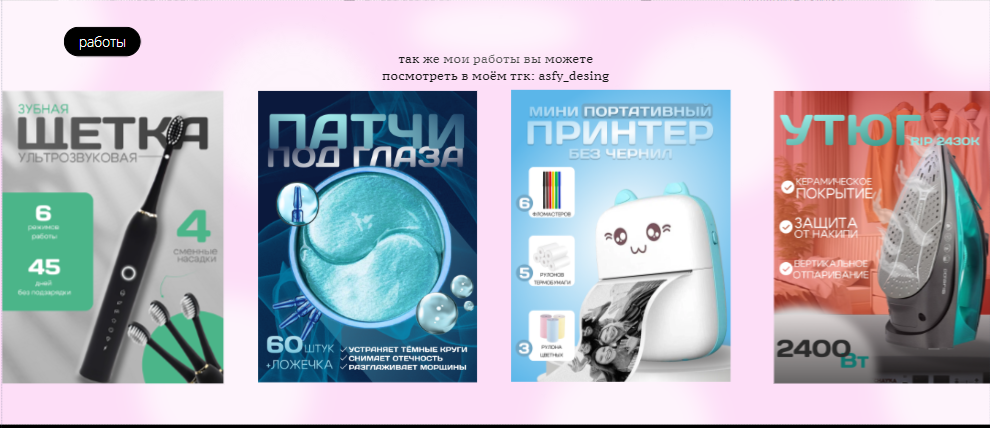 работы
так же мои работы вы можете
посмотреть в моём тгк: asfy_desing
ЗУБНАЯ
ЩЕТКА
УЛЬТРОЗВУКОВАЯ
6
режимов
работы
45
дней
без подзарядки
4
сменные
насадки
ПАТЧИ
ПОД ГЛАЗА
60 ШТУК
+ЛОЖЕЧКА
УСТРАНЯЕТ ТЁМНЫЕ КРУГИ
СНИМАЕТ ОТЕЧНОСТЬ
РАЗГЛАЖИВАЕТ МОРЩИНЫ
МИНИ ПОРТАТИВНЫЙ
ПРИНТЕР
БЕЗ ЧЕРНИЛ
6
ФЛОМАСТЕРОВ
5
РУЛОНОВ
ТЕРМОБУМАГИ
3
РУЛОНА
ЦВЕТНЫХ
УТЮГ
2430K
КЕРАМИЧЕСКОЕ
ПОКРЫТИЕ
ЗАЩИТА
ОТ НАКИПИ
ВЕРТИКАЛЬНОЕ
ОТПАРИВАНИЕ
2400
Вт